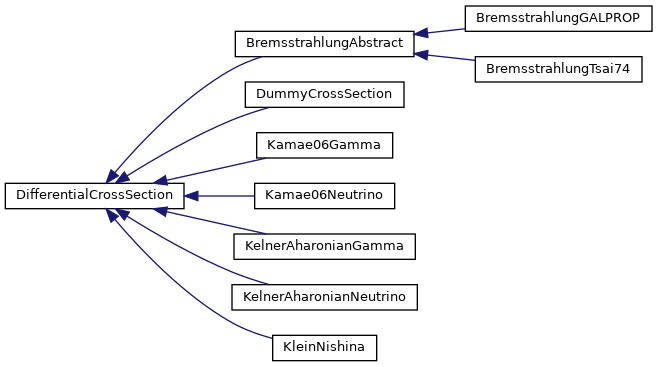 BremsstrahlungGALPROP
BremsstrahlungAbstract
BremsstrahlungTsai74
DummyCrossSection
Kamae06Gamma
DifferentialCrossSection
Kamae06Neutrino
KelnerAharonianGamma
KelnerAharonianNeutrino
KleinNishina